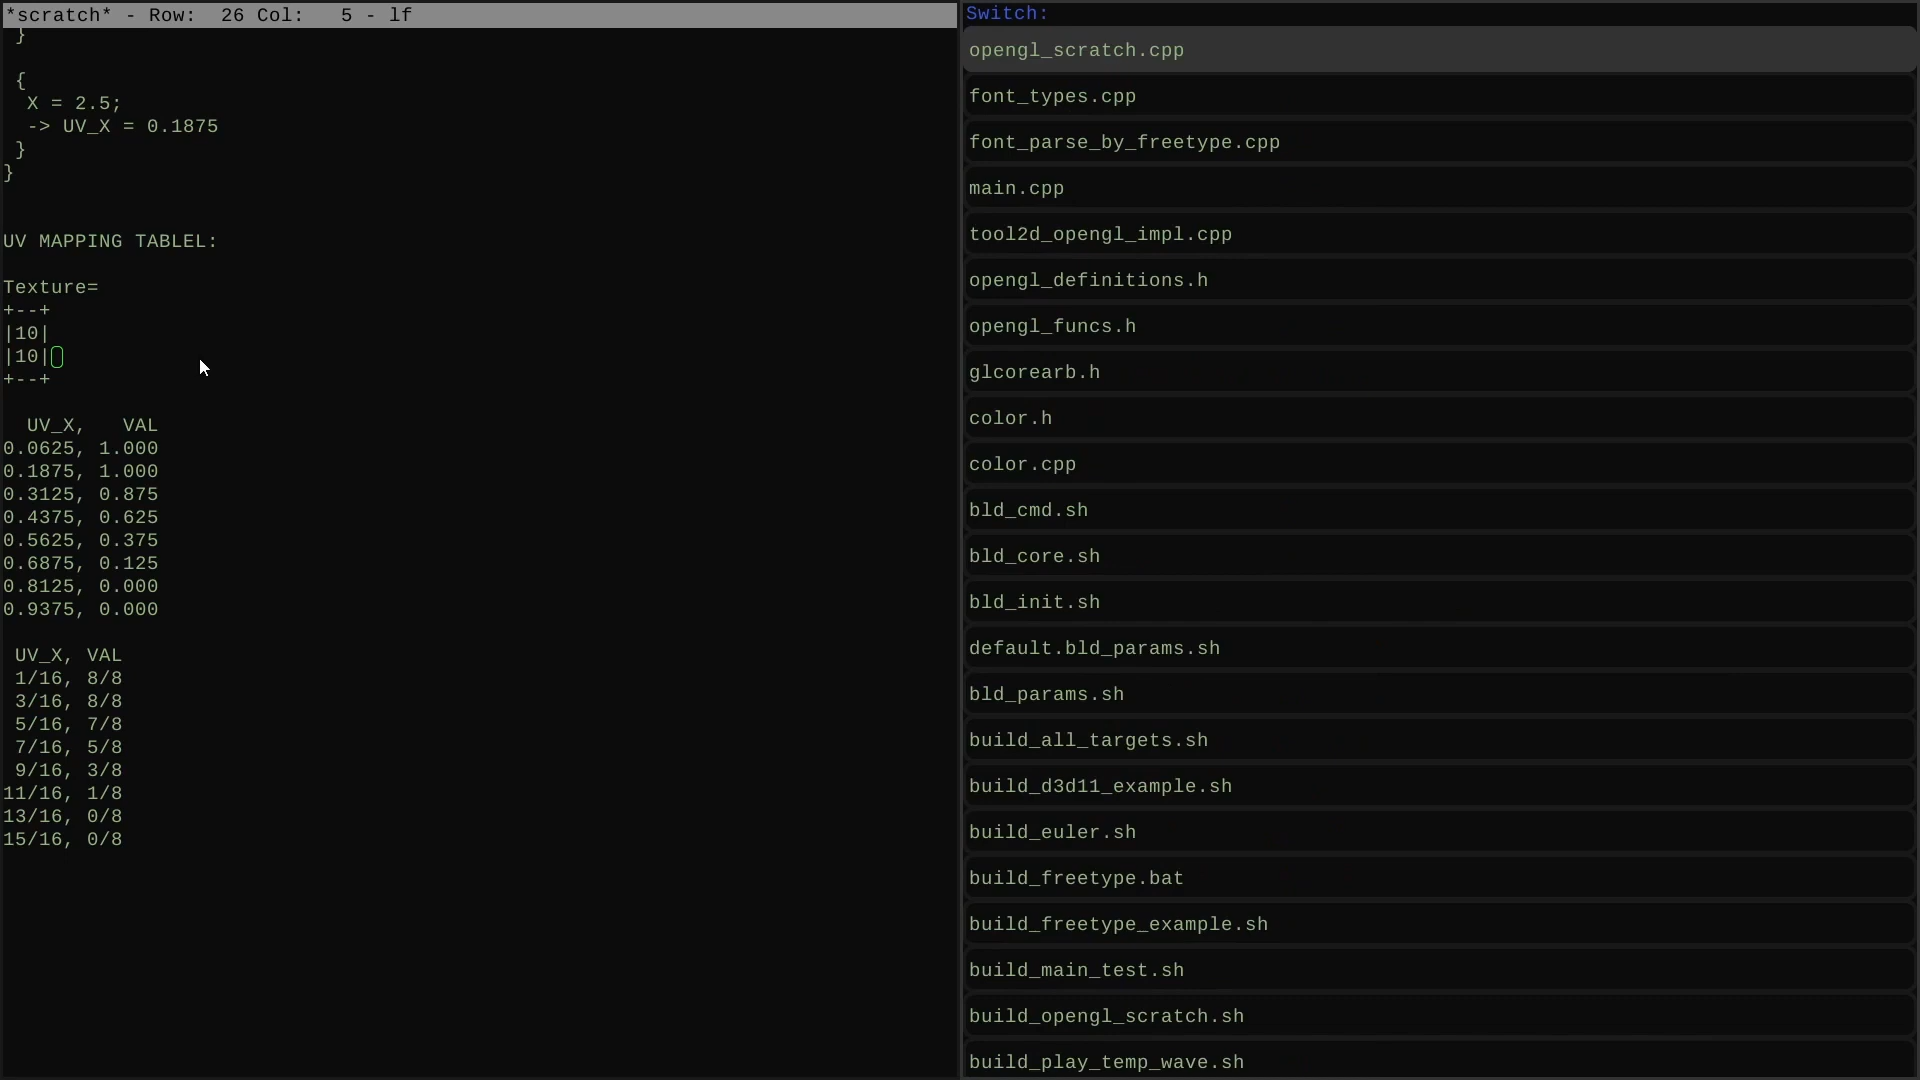 *scratch* - Row:  26 Col:   5 - lf
 }

 {
  X = 2.5;
  -> UV_X = 0.1875
 }
}

UV MAPPING TABLEL:

Texture=
+--+
|10|
|10|
+--+

  UV_X,   VAL
0.0625, 1.000
0.1875, 1.000
0.3125, 0.875
0.4375, 0.625
0.5625, 0.375
0.6875, 0.125
0.8125, 0.000
0.9375, 0.000

 UV_X, VAL
 1/16, 8/8
 3/16, 8/8
 5/16, 7/8
 7/16, 5/8
 9/16, 3/8
11/16, 1/8
13/16, 0/8
15/16, 0/8

Switch:
opengl_scratch.cpp
font_types.cpp
font_parse_by_freetype.cpp
main.cpp
tool2d_opengl_impl.cpp
opengl_definitions.h
opengl_funcs.h
glcorearb.h
color.h
color.cpp
bld_cmd.sh
bld_core.sh
bld_init.sh
default.bld_params.sh
bld_params.sh
build_all_targets.sh
build_d3d11_example.sh
build_euler.sh
build_freetype.bat
build_freetype_example.sh
build_main_test.sh
build_opengl_scratch.sh
build_play_temp_wave.sh